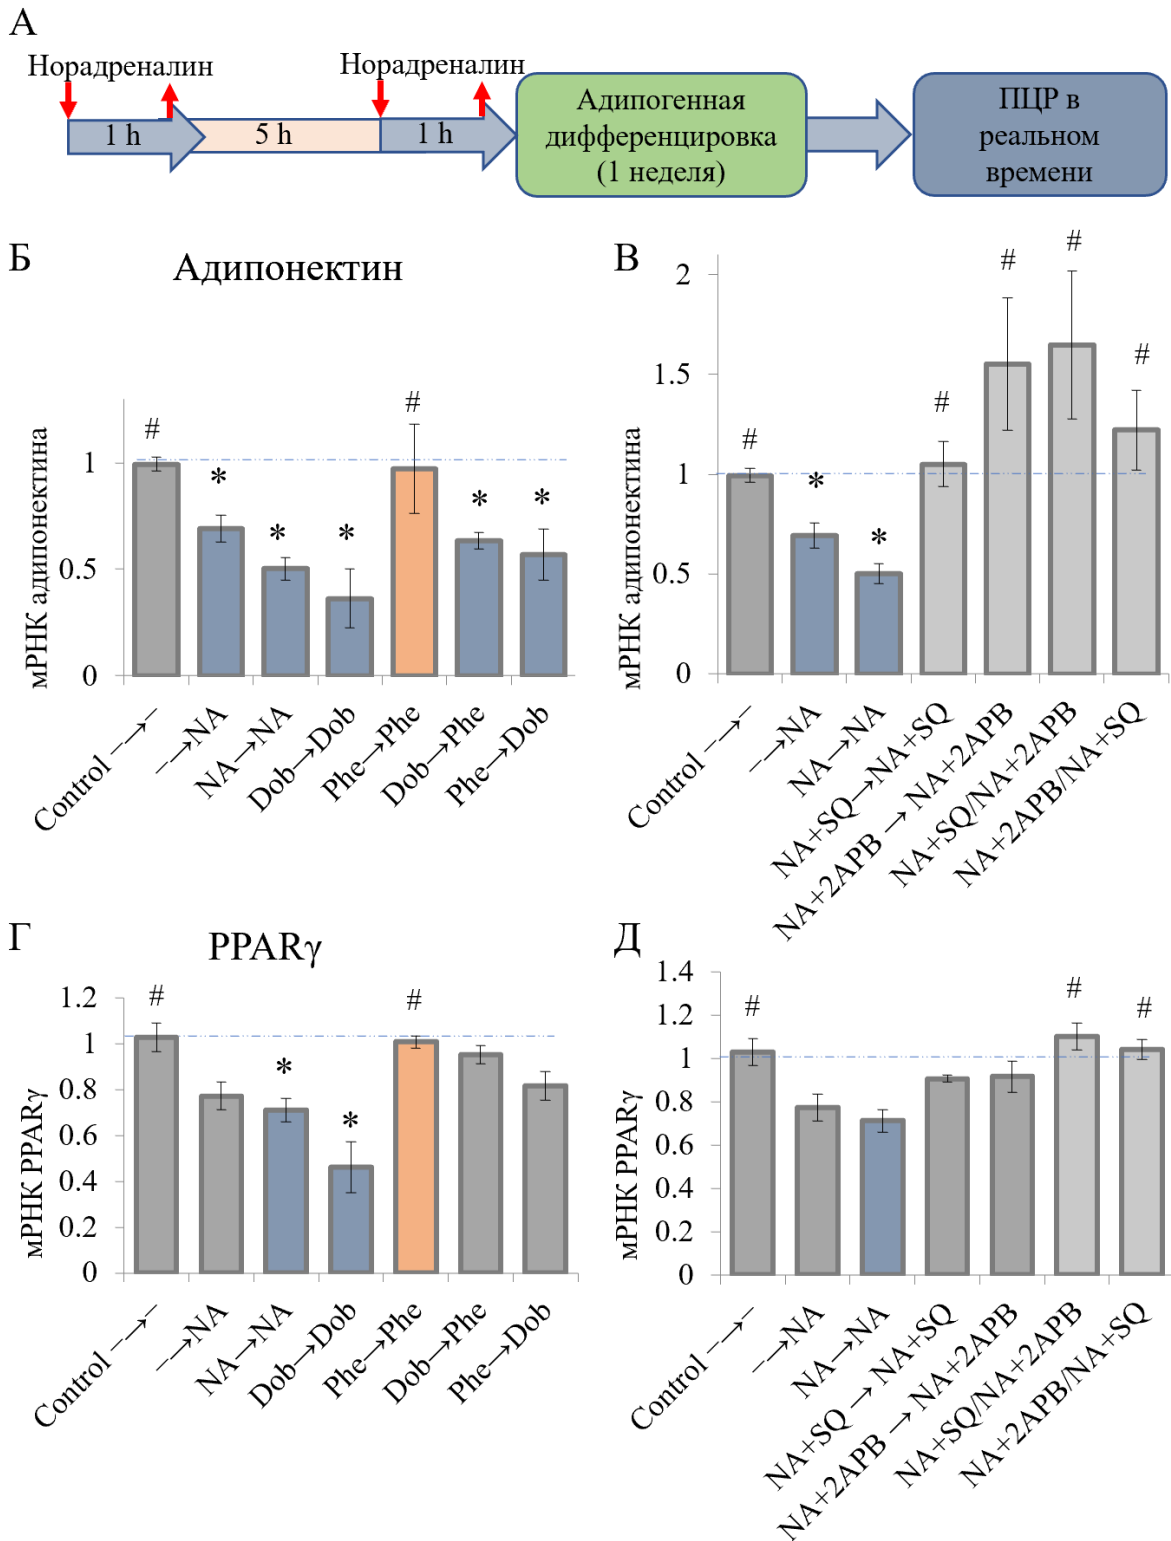 А
Норадреналин
Норадреналин
1 h
5 h
1 h
Адипогенная
дифференцировка
(1 неделя)
ПЦР в
реальном
времени
Б
Адипонектин
мРНК адипонектина
1
0.5
0
#
*
*
*
#
*
*
Control –→–
–→NA
NA→NA
Dob→Dob
Phe→Phe
Dob→Phe
Phe→Dob
В
мРНК адипонектина
2
1.5
1
0.5
0
#
*
*
#
#
#
#
Control –→–
–→NA
NA→NA
NA+SQ→NA+SQ
NA+2APB → NA+2APB
NA+SQ/NA+2APB
NA+2APB/NA+SQ
Г
PPARγ
мРНК PPARγ
1.2
1
0.8
0.6
0.4
0.2
0
#
*
*
#
Control –→–
–→NA
NA→NA
Dob→Dob
Phe→Phe
Dob→Phe
Phe→Dob
Д
мРНК PPARγ
1.4
1.2
1
0.8
0.6
0.4
0.2
0
#
#
#
Control –→–
–→NA
NA→NA
NA+SQ → NA+SQ
NA+2APB → NA+2APB
NA+SQ/NA+2APB
NA+2APB/NA+SQ